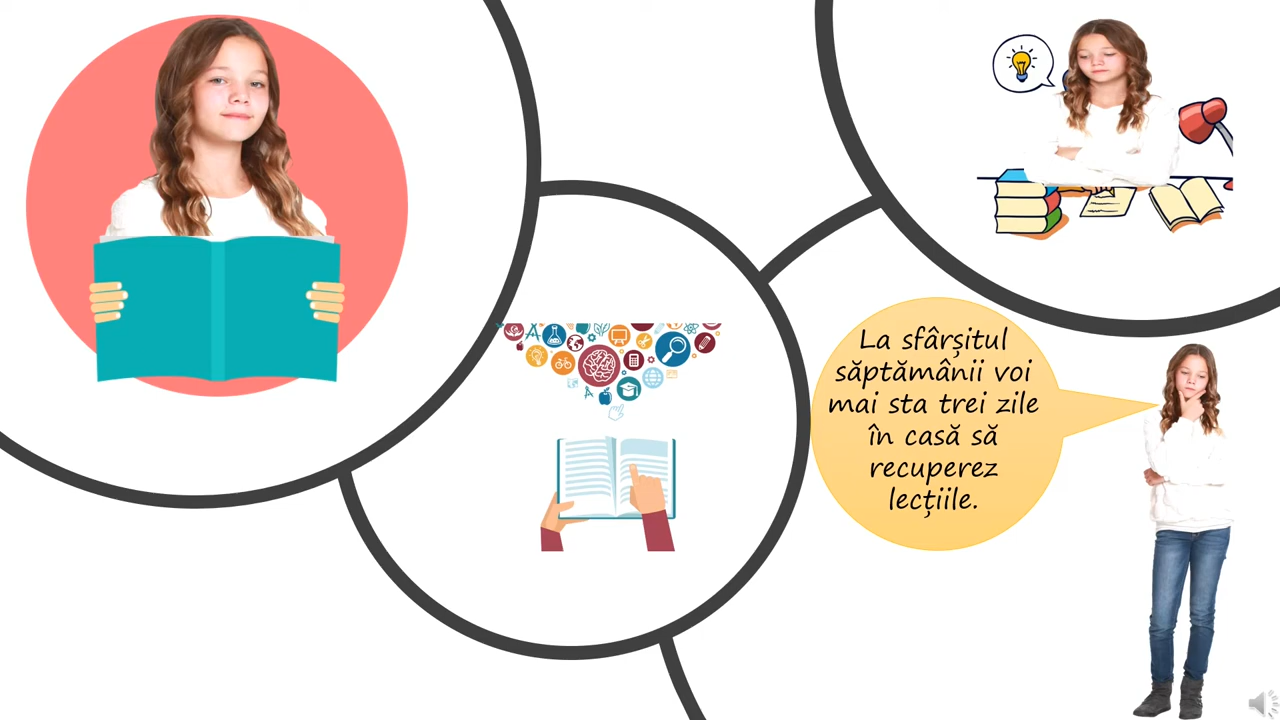 La sfârșitul
săptămânii voi
mai sta trei zile
în casă să
recuperez
lecțiile.